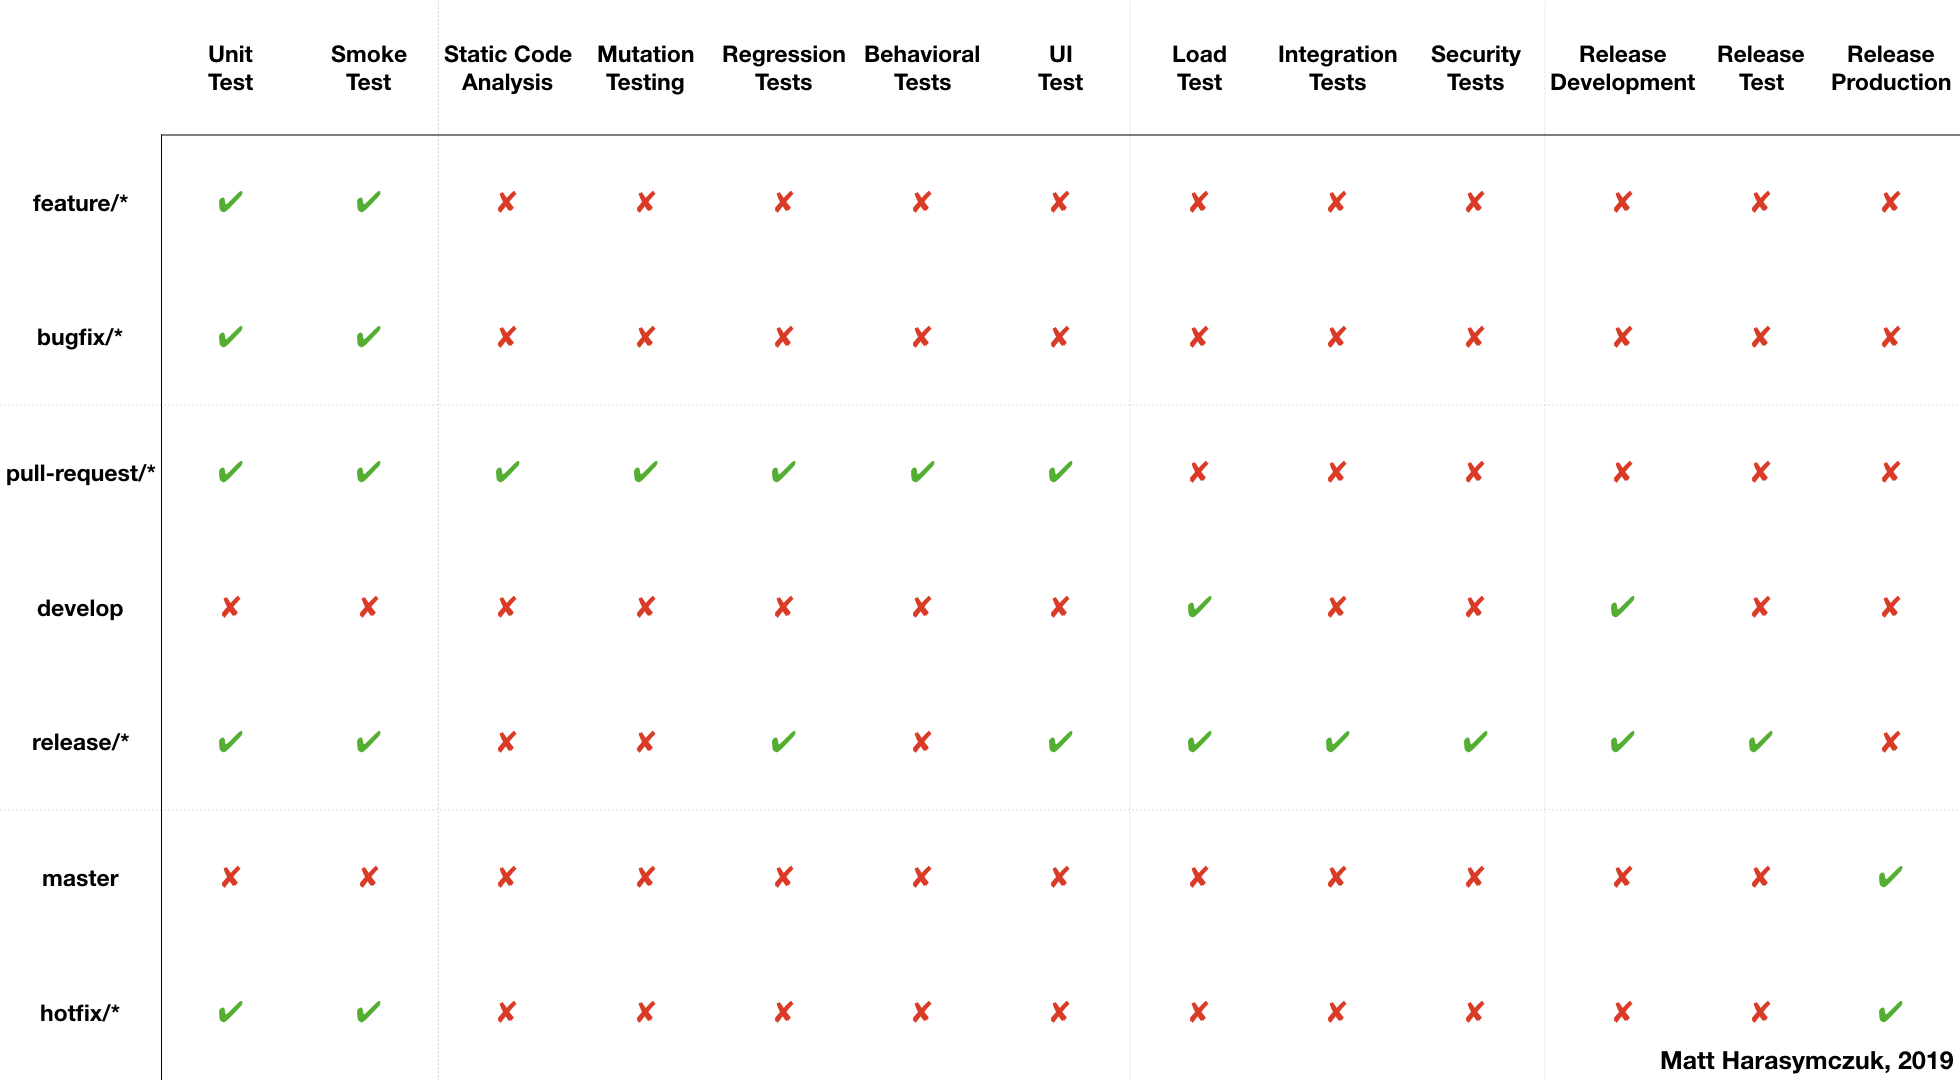 Unit Smoke Static Code Mutation Regression Behavioral UI Load Integration Security Release Release Release
Test Test Analysis Testing Tests Tests Test Test Tests Tests Development Test Production
feature/* ✔ ✔ ✘ ✘ ✘ ✘ ✘ ✘ ✘ ✘ ✘ ✘ ✘
bugfix/* ✔ ✔ ✘ ✘ ✘ ✘ ✘ ✘ ✘ ✘ ✘ ✘ ✘
pull-request/* ✔ ✔ ✔ ✔ ✔ ✔ ✔ ✘ ✘ ✘ ✘ ✘ ✘
develop ✘ ✘ ✘ ✘ ✘ ✘ ✘ ✔ ✘ ✘ ✔ ✘ ✘
release/* ✔ ✔ ✘ ✘ ✔ ✘ ✔ ✔ ✔ ✔ ✔ ✔ ✘
master ✘ ✘ ✘ ✘ ✘ ✘ ✘ ✘ ✘ ✘ ✘ ✘ ✔
hotfix/* ✔ ✔ ✘ ✘ ✘ ✘ ✘ ✘ ✘ ✘ ✘ ✘ ✔
Matt Harasymczuk, 2019